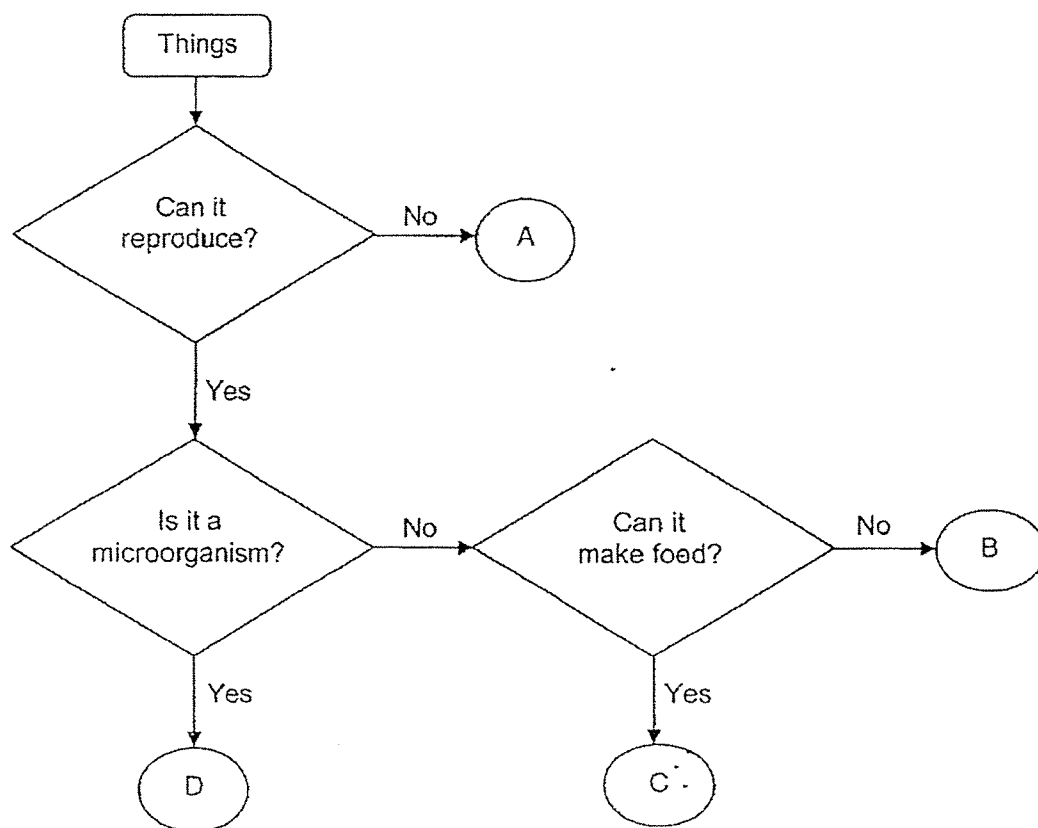 Things
Can it
reproduce?
No
A
Yes
Is it a
microorganism?
No
Can it
make food?
No
B
Yes
Yes
D
C